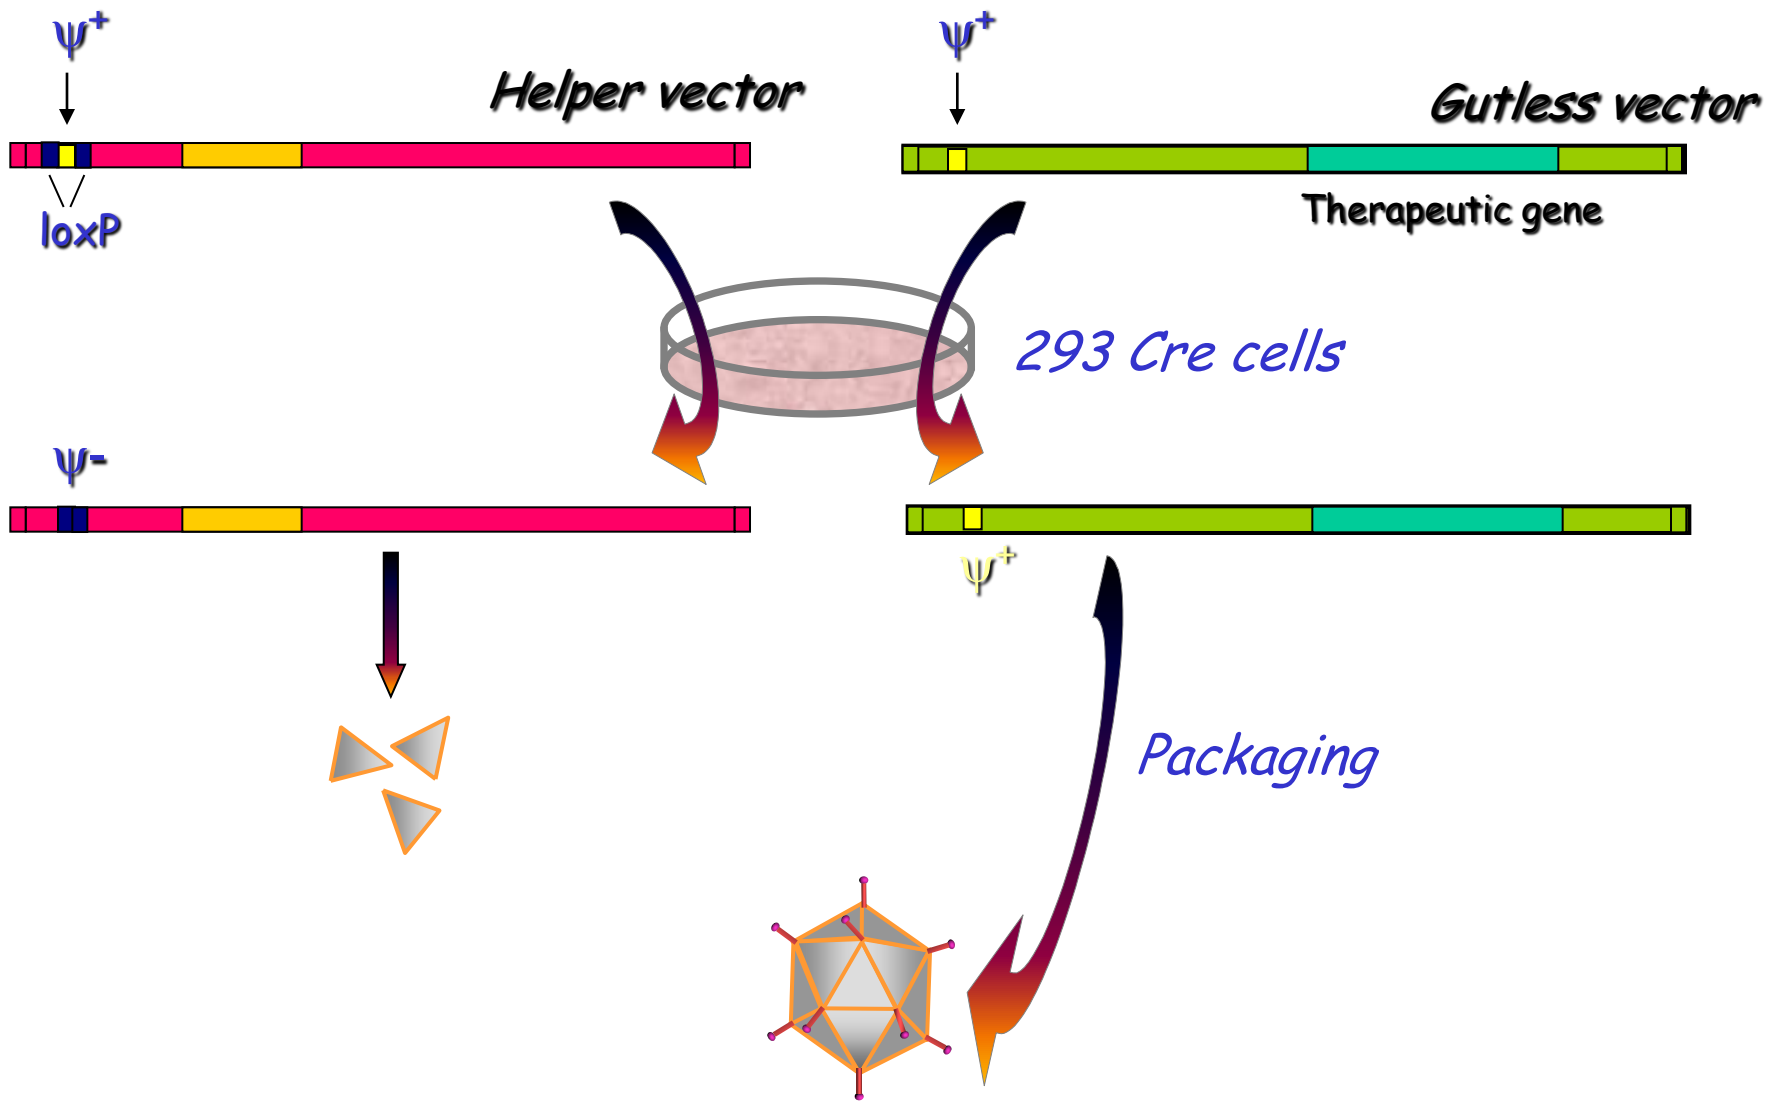 ψ+
ψ+
Helper vector
Gutless vector
loxP
Therapeutic gene
293 Cre cells
ψ-
ψ+
Packaging